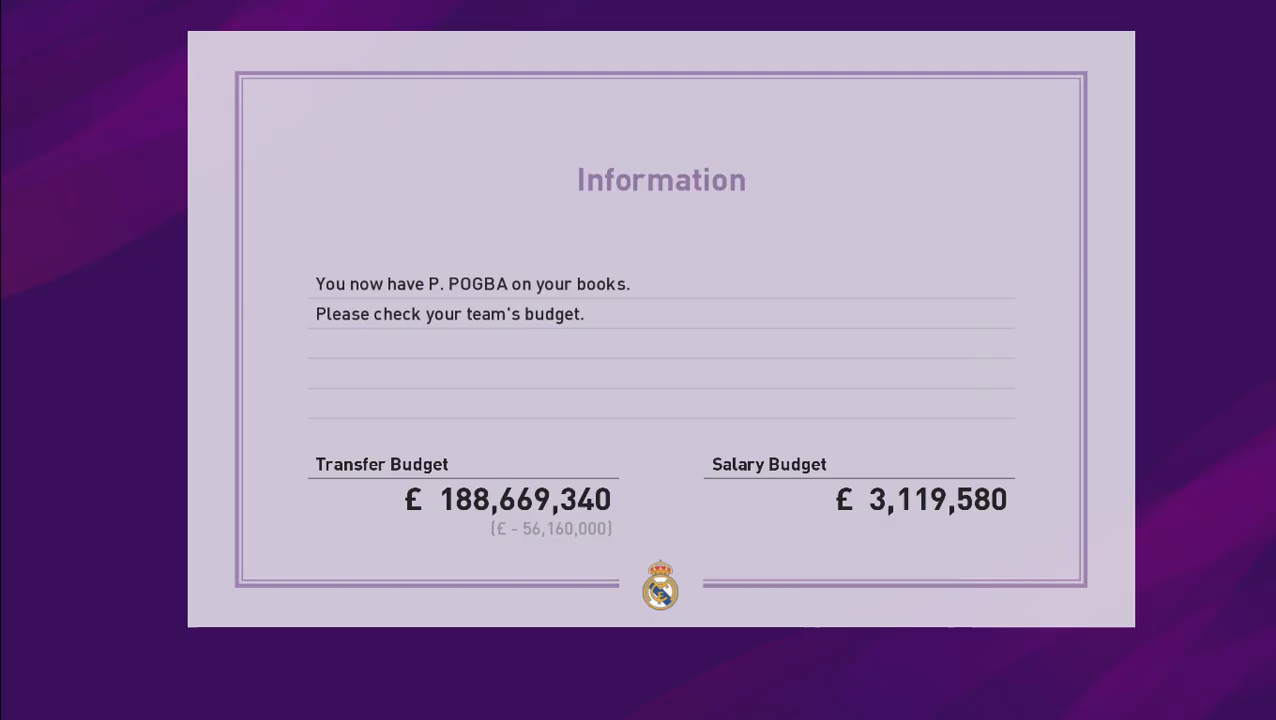 Information
You now have P. POGBA on your books.
Please check your team's budget.
Transfer Budget
£ 188,669,340
(£ - 56,160,000)
Salary Budget
£ 3,119,580